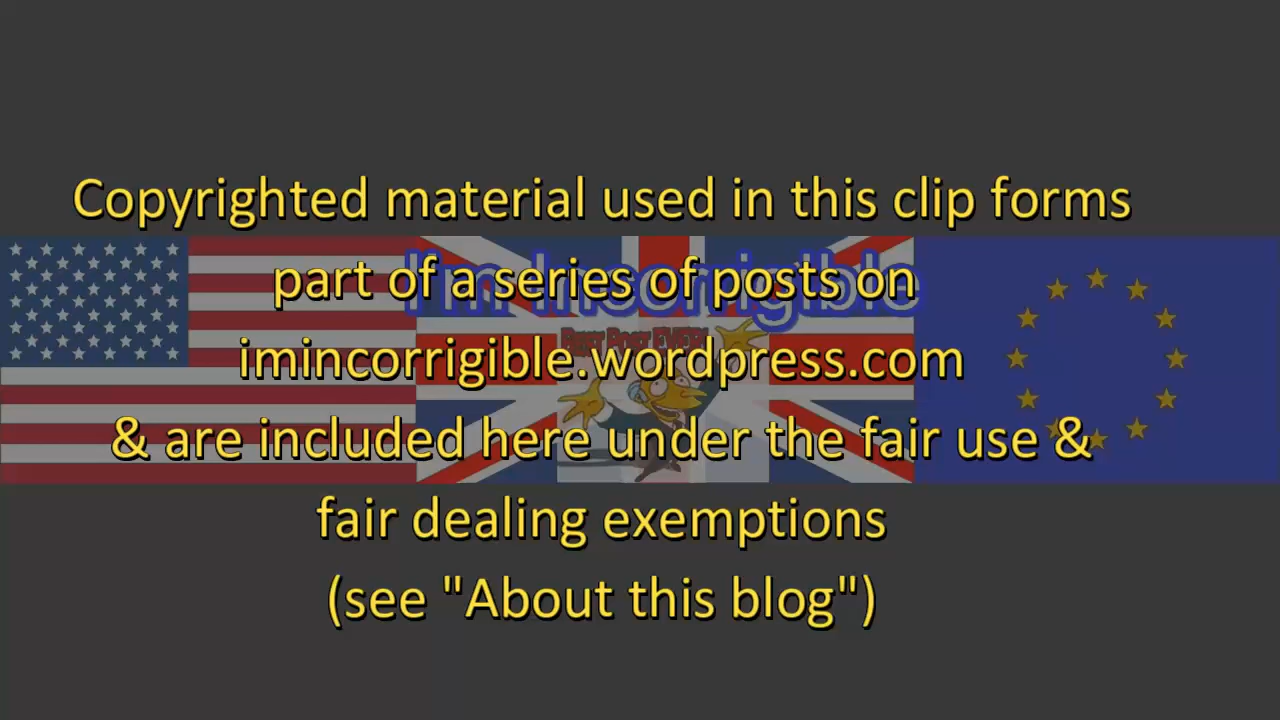 Copyrighted material used in this clip forms
part of a series of posts on
I'm Incorrigible
imincorrigible.wordpress.com
& are included here under the fair use &
fair dealing exemptions
(see "About this blog")